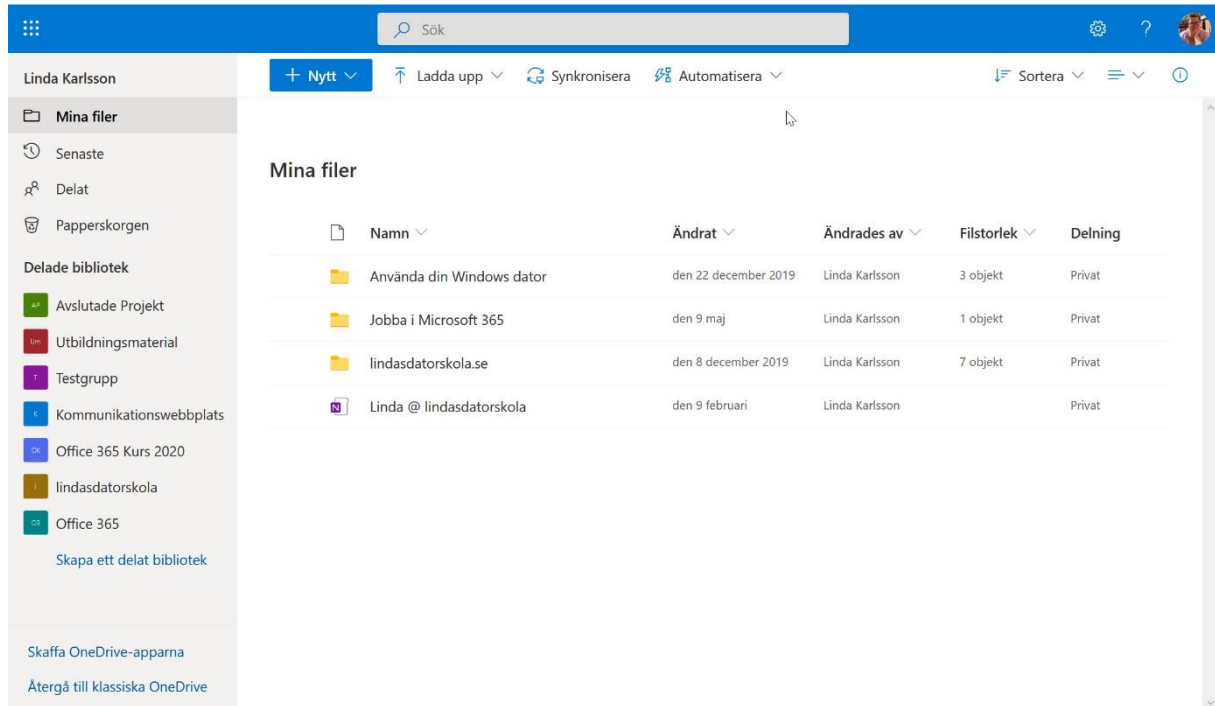 Sök
?
Linda Karlsson
Nytt Ladda upp Synkronisera Automatisera Sortera
Mina filer
Senaste
Delat
Papperskorgen
Delade bibliotek
AP Avslutade Projekt
Um Utbildningsmaterial
T Testgrupp
K Kommunikationswebbplats
OK Office 365 Kurs 2020
l lindasdatorskola
O3 Office 365
Skapa ett delat bibliotek
Skaffa OneDrive-apparna
Återgå till klassiska OneDrive
Mina filer
Namn Ändrat Ändrades av Filstorlek Delning
Använda din Windows dator den 22 december 2019 Linda Karlsson 3 objekt Privat
Jobba i Microsoft 365 den 9 maj Linda Karlsson 1 objekt Privat
lindasdatorskola.se den 8 december 2019 Linda Karlsson 7 objekt Privat
N Linda @ lindasdatorskola den 9 februari Linda Karlsson Privat